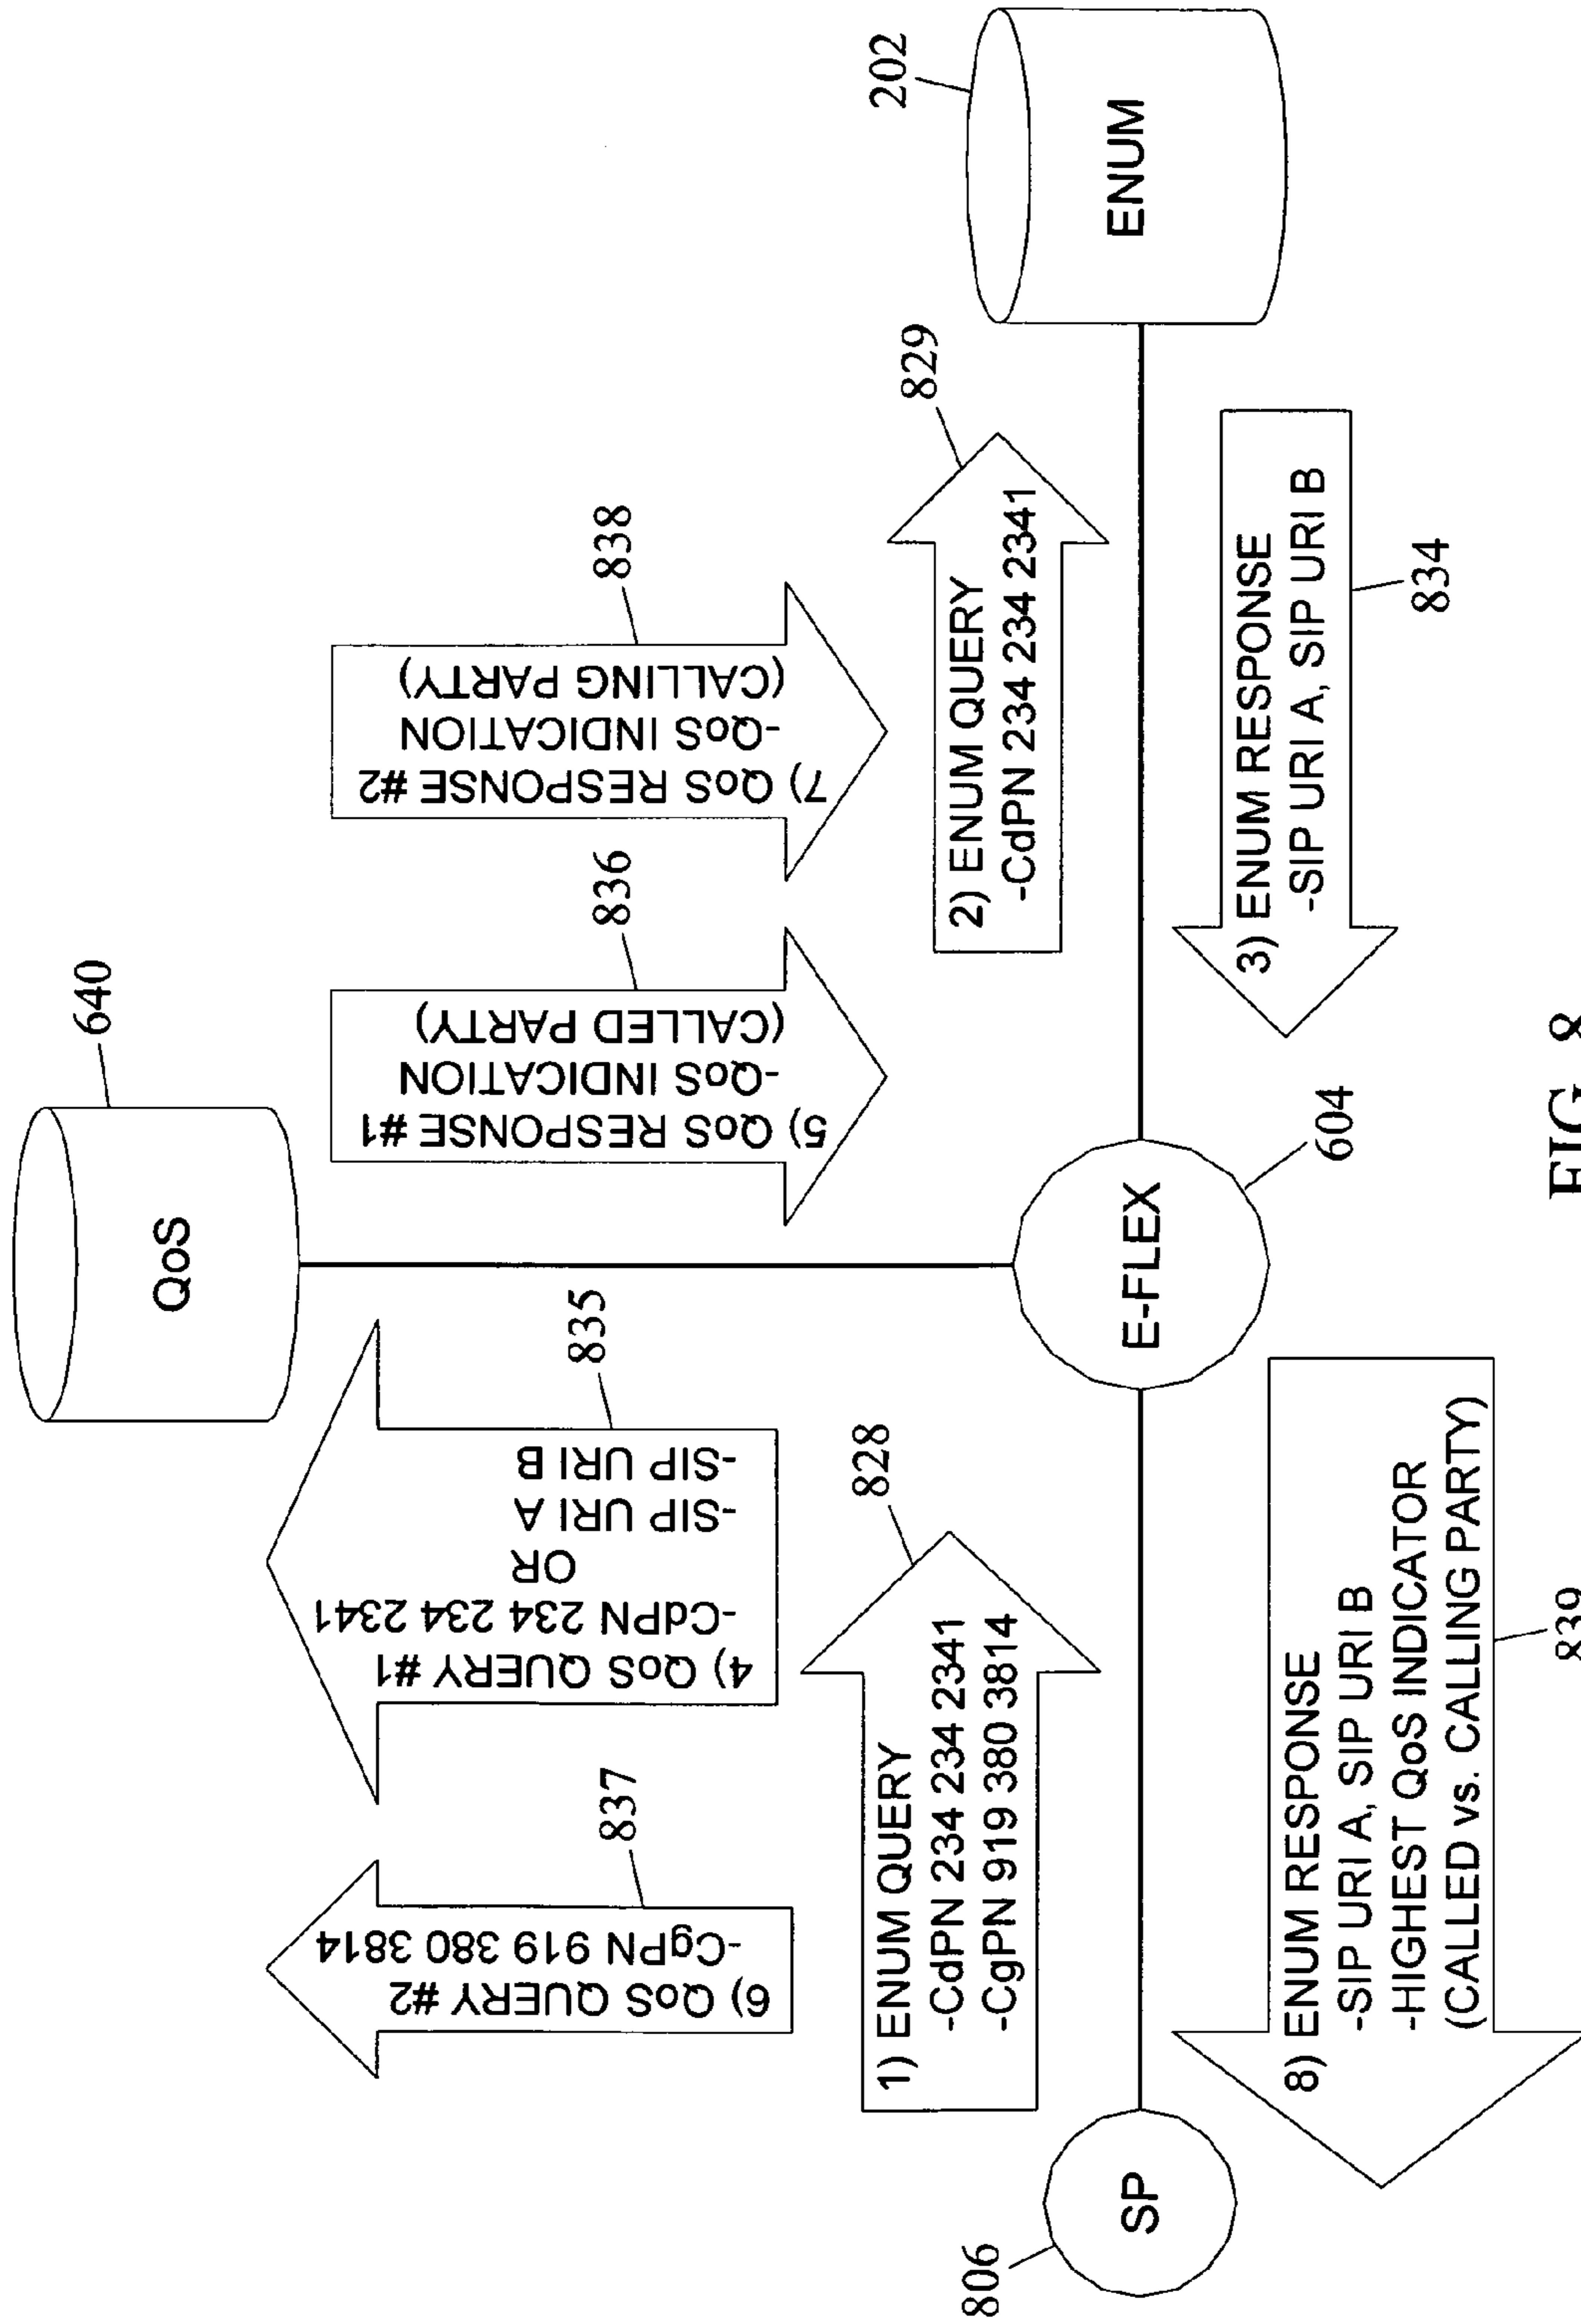 640
QoS
837
6) QoS QUERY #2
-CgPN 919 380 3814
835
4) QoS QUERY #1
-CdPN 234 234 2341
OR
-SIP URI A
-SIP URI B
836
5) QoS RESPONSE #1
-QoS INDICATION
(CALLED PARTY)
838
7) QoS RESPONSE #2
-QoS INDICATION
(CALLING PARTY)
828
1) ENUM QUERY
-CdPN 234 234 2341
-CgPN 919 380 3814
829
2) ENUM QUERY
-CdPN 234 234 2341
202
ENUM
806
SP
E-FLEX
604
8) ENUM RESPONSE
-SIP URI A, SIP URI B
-HIGHEST QoS INDICATOR
(CALLED vs. CALLING PARTY)
839
3) ENUM RESPONSE
-SIP URI A, SIP URI B
834
FIG. 8